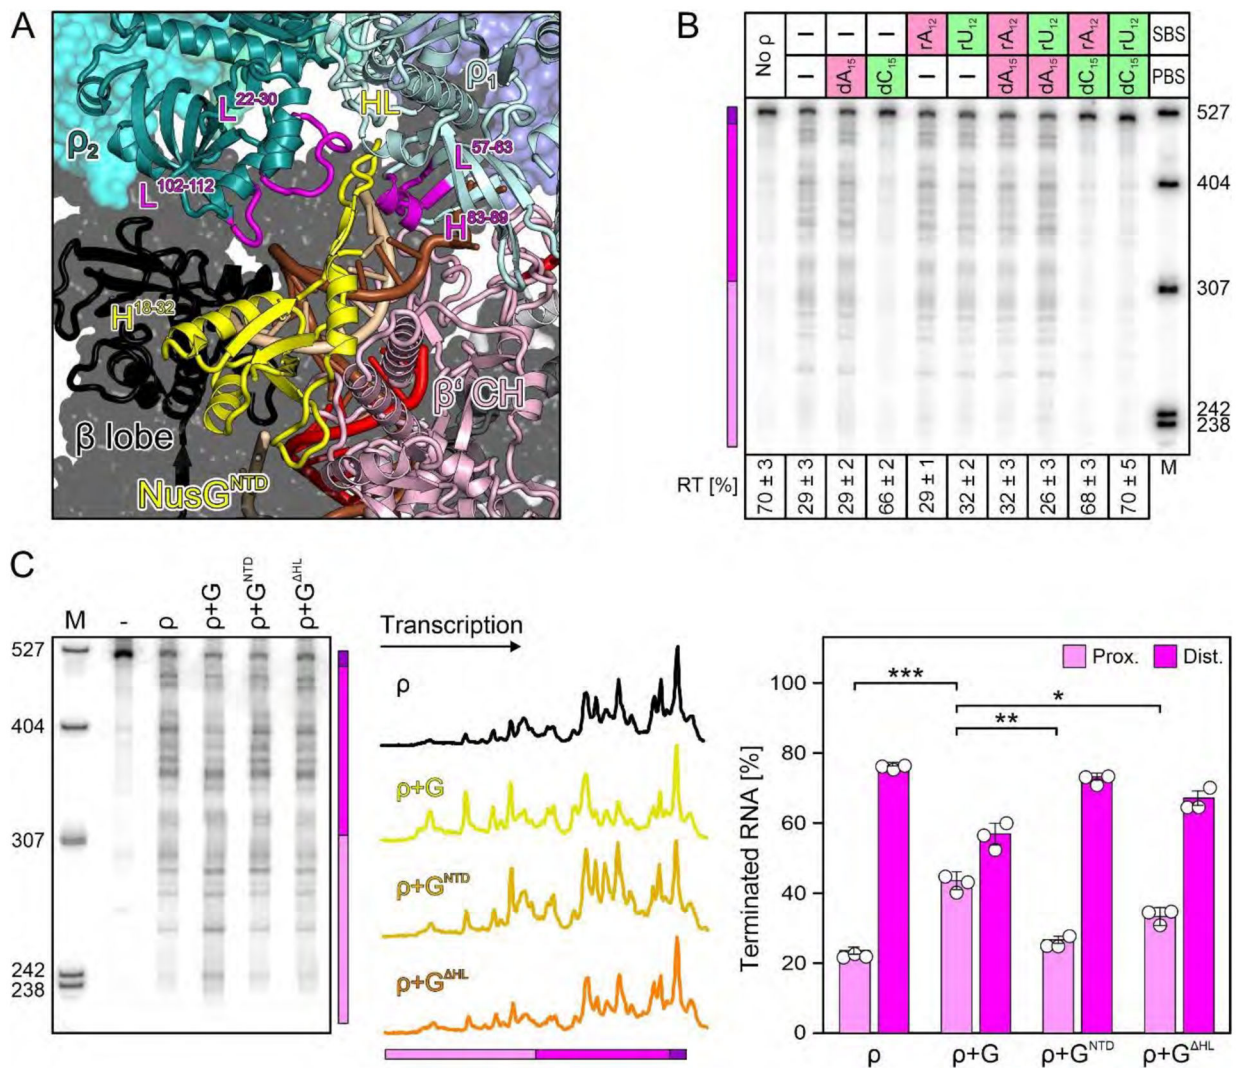 A
ρ₂
L²²⁻³⁰
HL
ρ₁
L⁵⁷⁻⁶³
L¹⁰²⁻¹¹²
H⁸³⁻⁸⁹
H¹⁸⁻³²
β lobe
β' CH
NusGᴺᵀᴰ
B
No ρ – – – rA₁₂ rU₁₂ rA₁₂ rU₁₂ rA₁₂ rU₁₂ SBS
– dA₁₅ dC₁₅ – – dA₁₅ dA₁₅ dC₁₅ dC₁₅ PBS
527
404
307
242
238
RT [%] 70 ± 3 29 ± 3 29 ± 2 66 ± 2 29 ± 1 32 ± 2 32 ± 3 26 ± 3 68 ± 3 70 ± 5 M
C
M - ρ ρ+G ρ+Gᴺᵀᴰ ρ+G^ΔHL
527
404
307
242
238
Transcription
ρ
ρ+G
ρ+Gᴺᵀᴰ
ρ+G^ΔHL
Prox. Dist.
Terminated RNA [%]
100
80
60
40
20
0
***
*
**
ρ ρ+G ρ+Gᴺᵀᴰ ρ+G^ΔHL